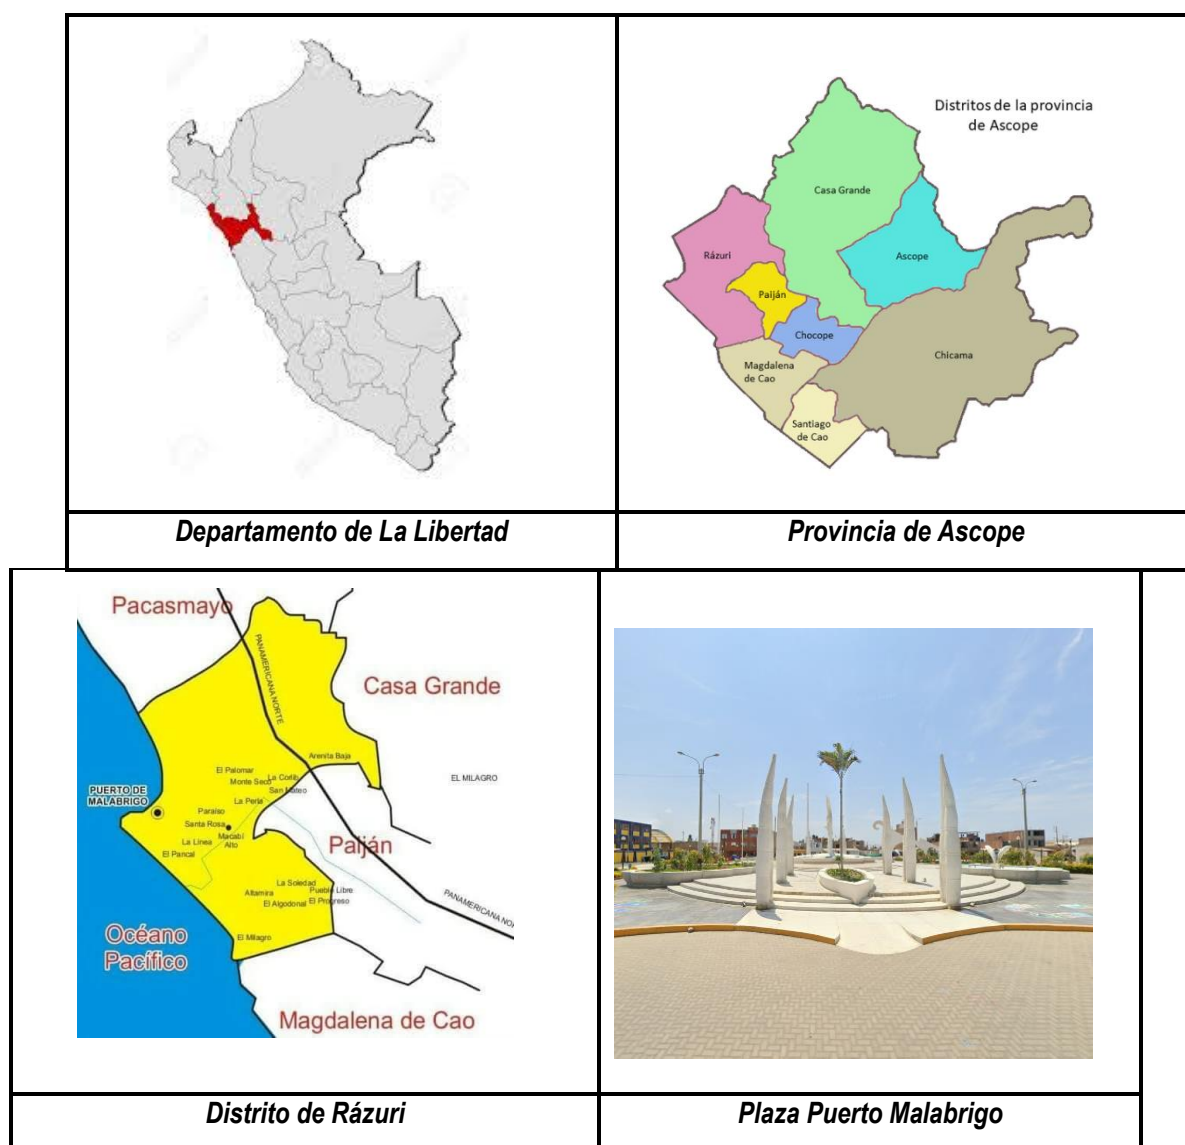 Distritos de la provincia
de Ascope
Casa Grande
Rázuri
Ascope
Paiján
Chocope
Chicama
Magdalena
de Cao
Santiago
de Cao
Departamento de La Libertad
Provincia de Ascope
Pacasmayo
PANAMERICANA NORTE
Casa Grande
Arenita Baja
El Palomar
Monte Seco
San Mateo
EL MILAGRO
PUERTO DE
MALABRIGO
La Perla
Paraíso
Santa Rosa
Macabí
Alto
La Línea
El Pancal
Paiján
La Soledad
Pueblo Libre
Altamira
El Algodonal
El Progreso
PANAMERICANA NO
Océano
Pacífico
El Milagro
Magdalena de Cao
Distrito de Rázuri
Plaza Puerto Malabrigo